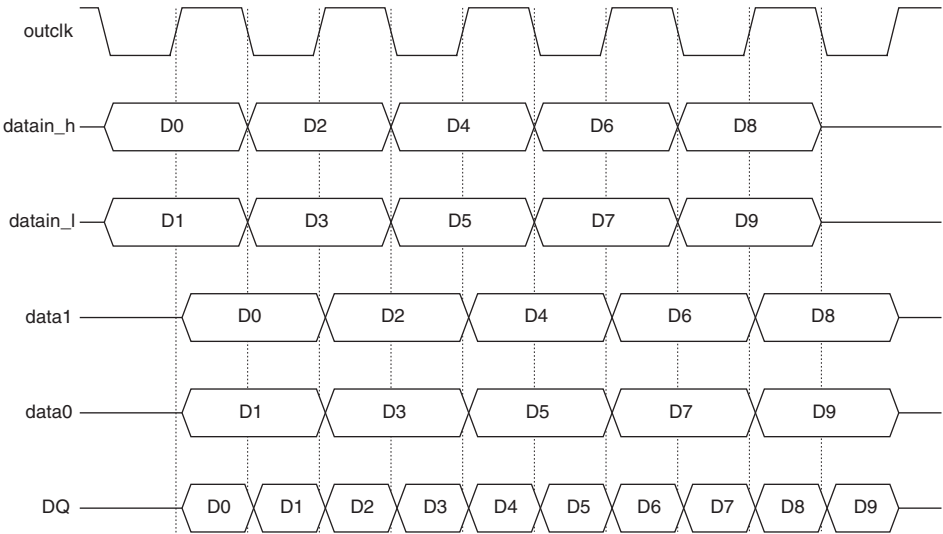 outclk
datain_h D0 D2 D4 D6 D8
datain_l D1 D3 D5 D7 D9
data1 D0 D2 D4 D6 D8
data0 D1 D3 D5 D7 D9
DQ D0 D1 D2 D3 D4 D5 D6 D7 D8 D9